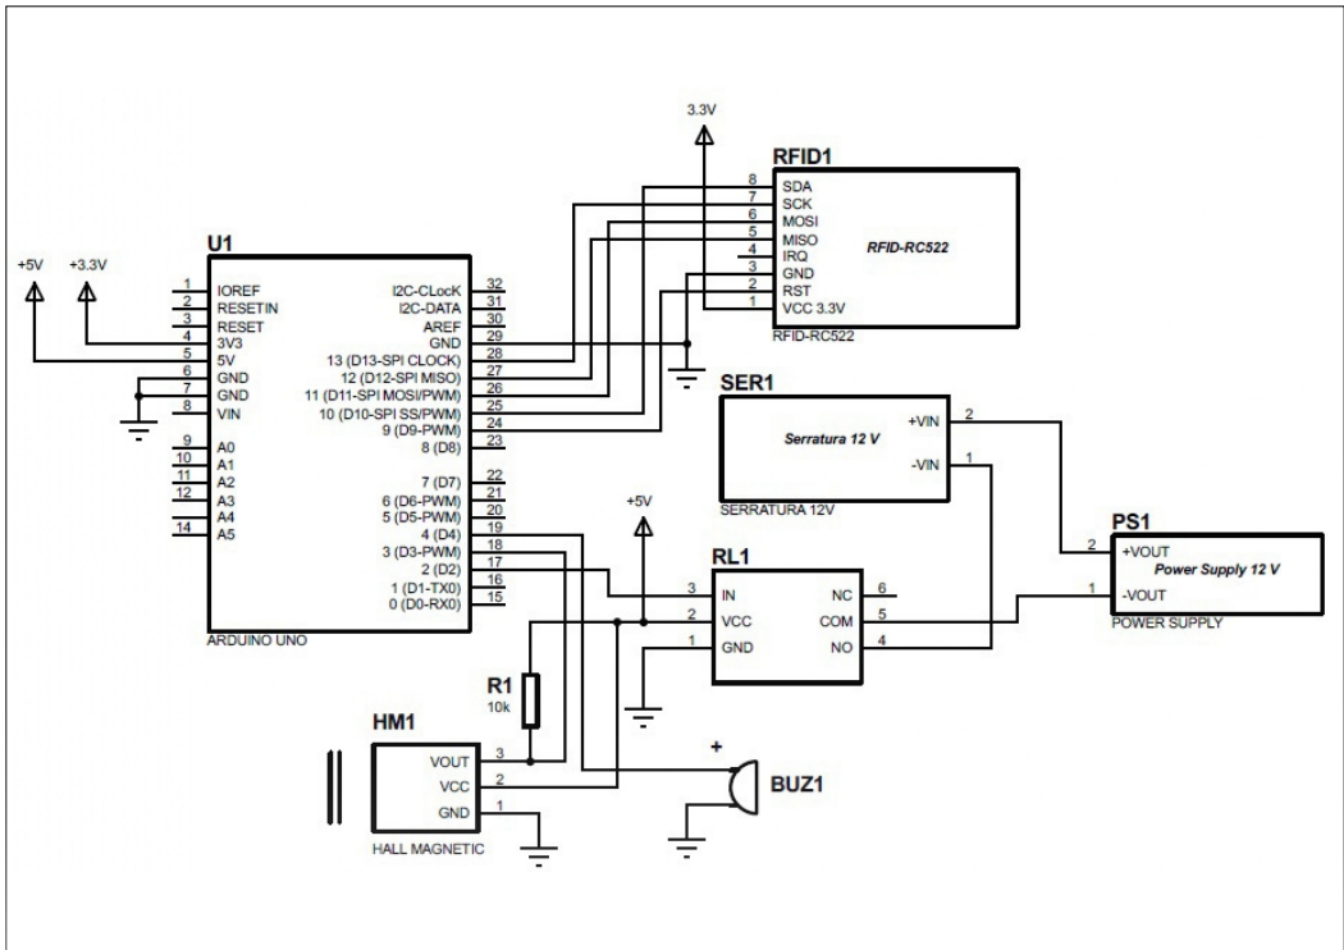 3.3V
RFID1
8 SDA
7 SCK
6 MOSI
5 MISO
4 IRQ
3 GND
2 RST
1 VCC 3.3V
RFID-RC522
RFID-RC522
+5V
+3.3V
U1
1 IOREF
2 RESETIN
3 RESET
4 3V3
5 5V
6 GND
7 GND
8 VIN
9 A0
10 A1
11 A2
12 A3
13 A4
14 A5
I2C-CLocK 32
I2C-DATA 31
AREF 30
GND 29
13 (D13-SPI CLOCK) 28
12 (D12-SPI MISO) 27
11 (D11-SPI MOSI/PWM) 26
10 (D10-SPI SS/PWM) 25
9 (D9-PWM) 24
8 (D8) 23
7 (D7) 22
6 (D6-PWM) 21
5 (D5-PWM) 20
4 (D4) 19
3 (D3-PWM) 18
2 (D2) 17
1 (D1-TX0) 16
0 (D0-RX0) 15
ARDUINO UNO
SER1
Serratura 12 V
+VIN 2
-VIN 1
SERRATURA 12V
PS1
2 +VOUT
Power Supply 12 V
1 -VOUT
POWER SUPPLY
+5V
RL1
3 IN
2 VCC
1 GND
NC 6
COM 5
NO 4
R1
10k
HM1
VOUT 3
VCC 2
GND 1
HALL MAGNETIC
+
BUZ1